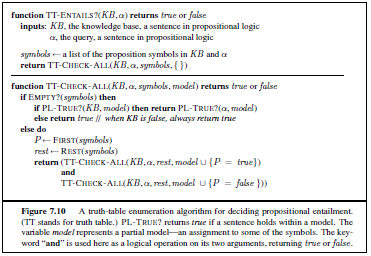 function TT-ENTAILS?(KB, α) returns true or false
inputs: KB, the knowledge base, a sentence in propositional logic
α, the query, a sentence in propositional logic
symbols ← a list of the proposition symbols in KB and α
return TT-CHECK-ALL(KB, α, symbols, { })
function TT-CHECK-ALL(KB, α, symbols, model) returns true or false
if EMPTY?(symbols) then
if PL-TRUE?(KB, model) then return PL-TRUE?(α, model)
else return true // when KB is false, always return true
else do
P ← FIRST(symbols)
rest ← REST(symbols)
return (TT-CHECK-ALL(KB, α, rest, model ∪ {P = true})
and
TT-CHECK-ALL(KB, α, rest, model ∪ {P = false }))
Figure 7.10 A truth-table enumeration algorithm for deciding propositional entailment.
(TT stands for truth table.) PL-TRUE? returns true if a sentence holds within a model. The
variable model represents a partial model—an assignment to some of the symbols. The key-
word "and" is used here as a logical operation on its two arguments, returning true or false.